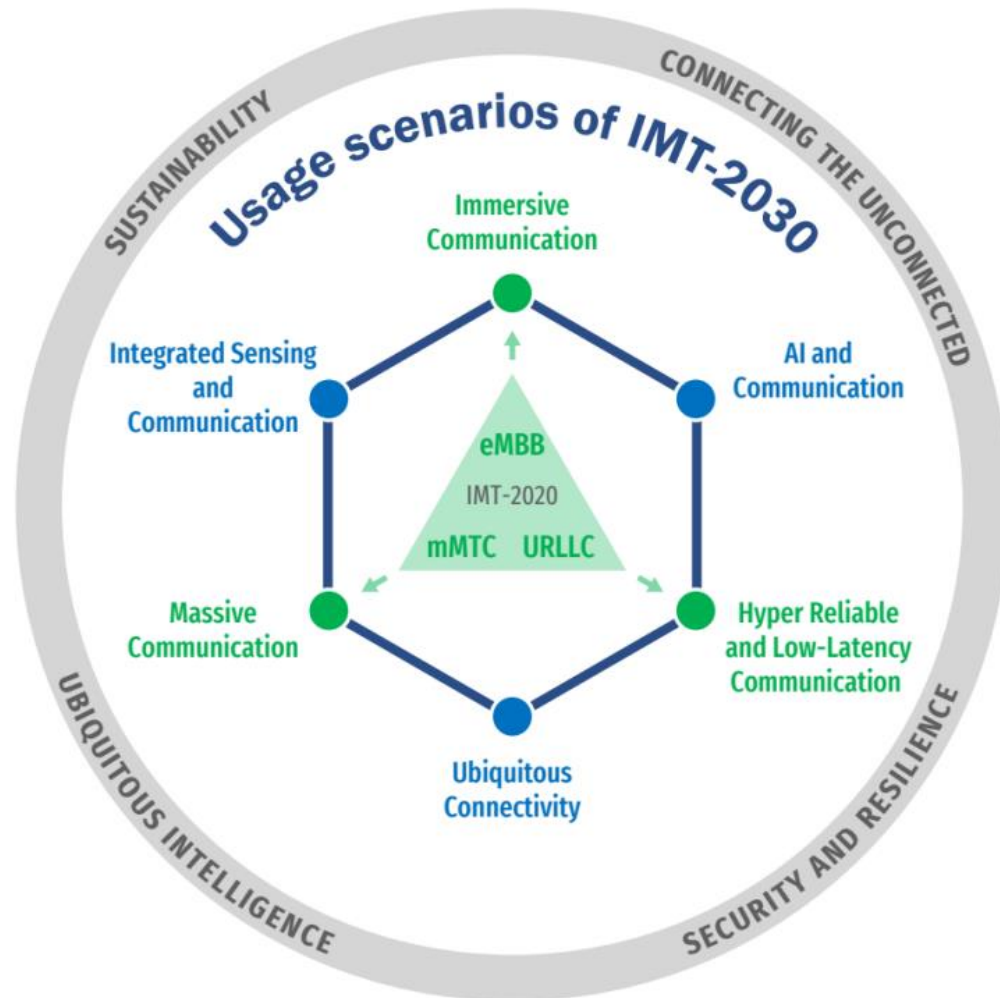 SUSTAINABILITY
CONNECTING THE UNCONNECTED
Usage scenarios of IMT-2030
Immersive
Communication
Integrated Sensing
and
Communication
AI and
Communication
eMBB
IMT-2020
mMTC URLLC
Massive
Communication
Hyper Reliable
and Low-Latency
Communication
Ubiquitous
Connectivity
UBIQUITOUS INTELLIGENCE
SECURITY AND RESILIENCE